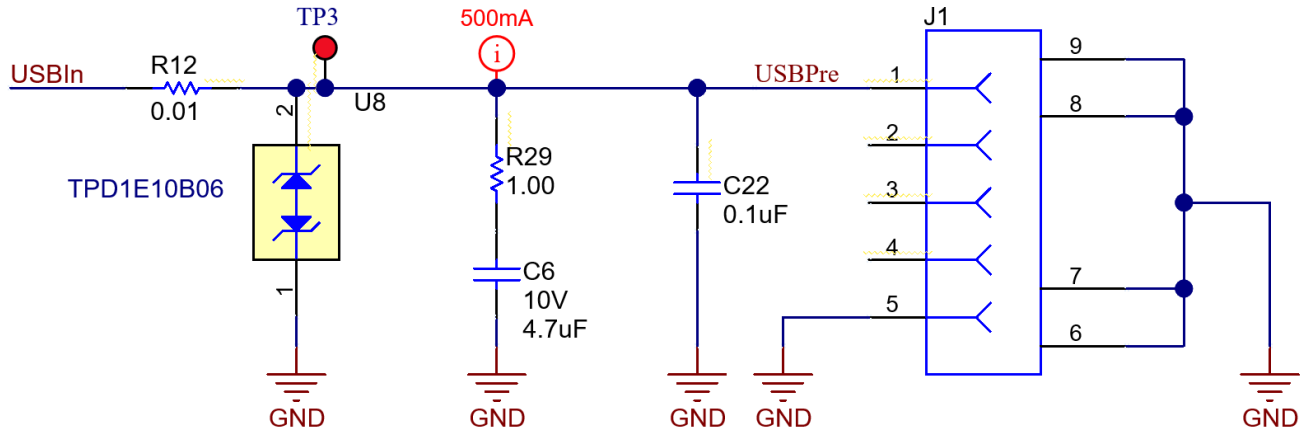 TP3
500mA
i
J1
USBIn
R12
0.01
U8
USBPre
1
9
2
8
TPD1E10B06
R29
1.00
C22
0.1uF
2
3
4
1
C6
10V
4.7uF
5
7
6
GND
GND
GND
GND
GND